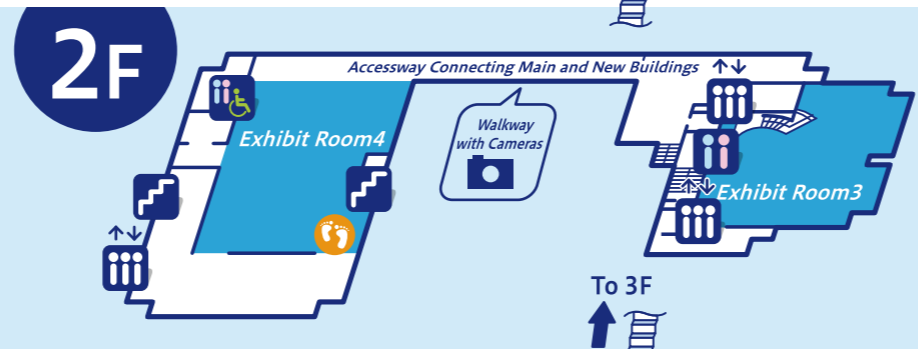 2F
Accessway Connecting Main and New Buildings
Exhibit Room4
Walkway
with Cameras
Exhibit Room3
To 3F